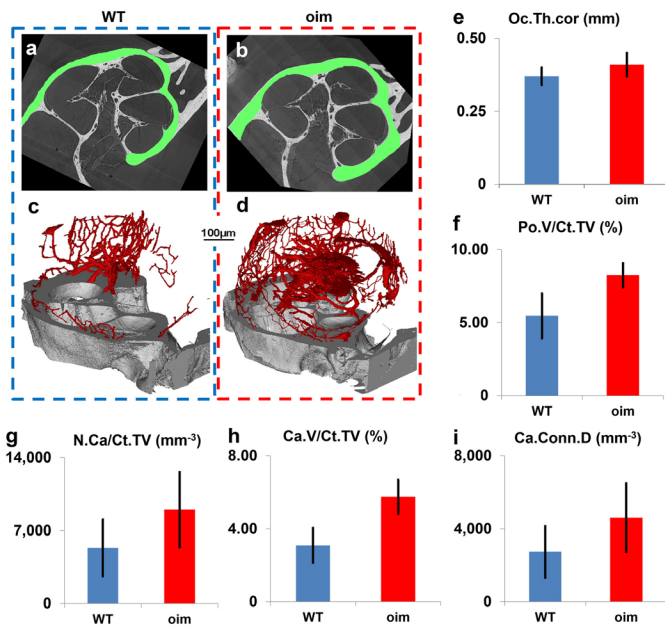 WT
oim
a
b
c
d
100μm
e
Oc.Th.cor (mm)
0.50
0.25
0
WT
oim
f
Po.V/Ct.TV (%)
10.00
5.00
0.00
WT
oim
g
N.Ca/Ct.TV (mm-3)
14,000
7,000
0
WT
oim
h
Ca.V/Ct.TV (%)
8.00
4.00
0.00
WT
oim
i
Ca.Conn.D (mm-3)
8,000
4,000
0
WT
oim